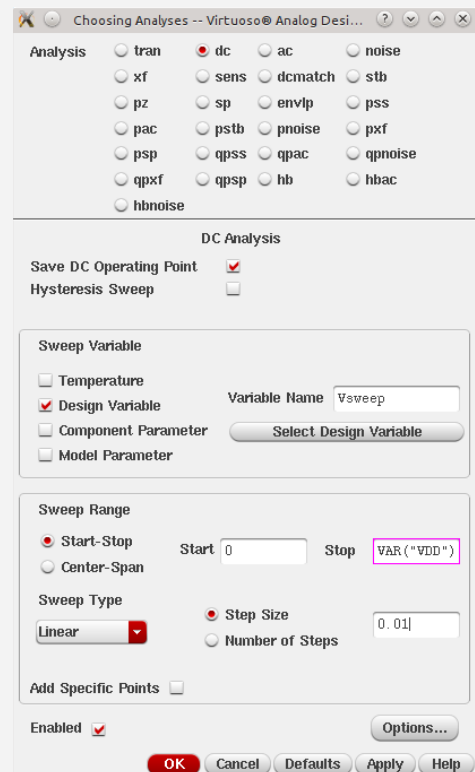 Choosing Analyses -- Virtuoso® Analog Desi...
Analysis tran dc ac noise
xf sens dcmatch stb
pz sp envlp pss
pac pstb pnoise pxf
psp qpss qpac qpnoise
qpxf qpsp hb hbac
hbnoise
DC Analysis
Save DC Operating Point
Hysteresis Sweep
Sweep Variable
Temperature
Design Variable Variable Name Vsweep
Component Parameter Select Design Variable
Model Parameter
Sweep Range
Start-Stop Start 0 Stop VAR("VDD")
Center-Span
Sweep Type
Linear Step Size 0.01
Number of Steps
Add Specific Points
Enabled Options...
OK Cancel Defaults Apply Help